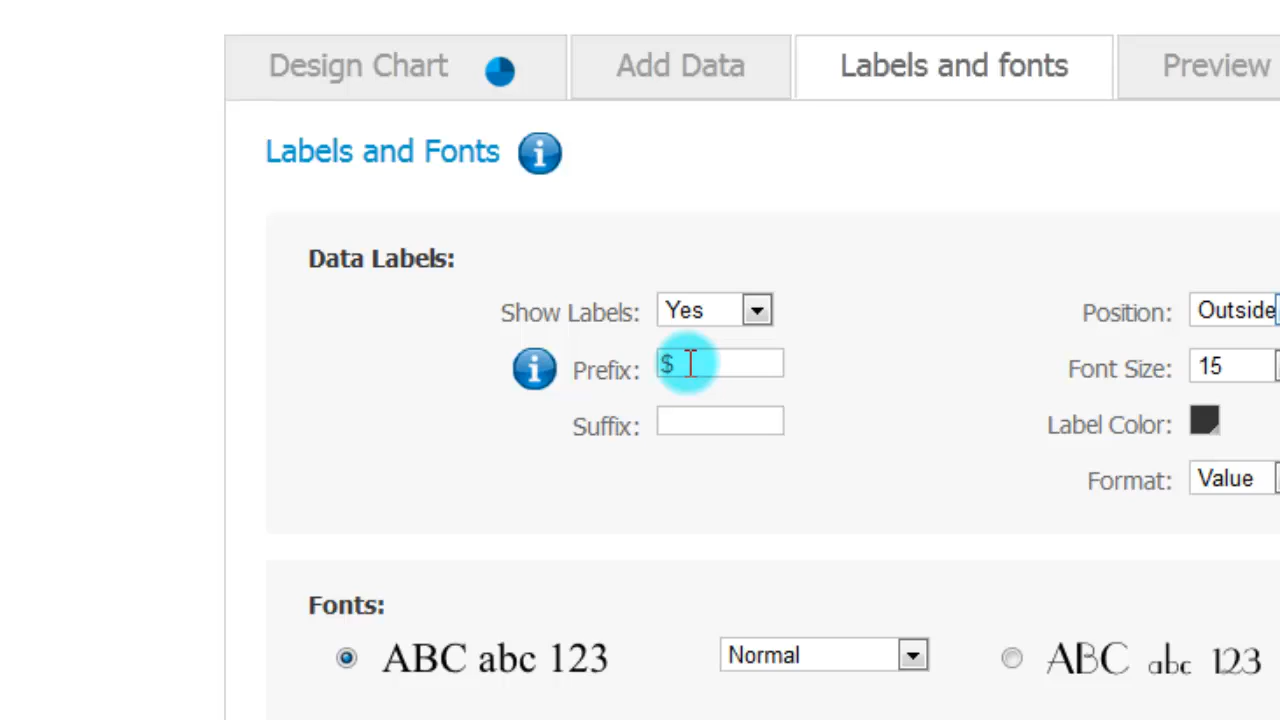 Design Chart Add Data Labels and fonts Preview
Labels and Fonts
Data Labels:
Show Labels: Yes Position: Outside
Prefix: $ Font Size: 15
Suffix: Label Color:
Format: Value
Fonts:
ABC abc 123 Normal ABC abc 123